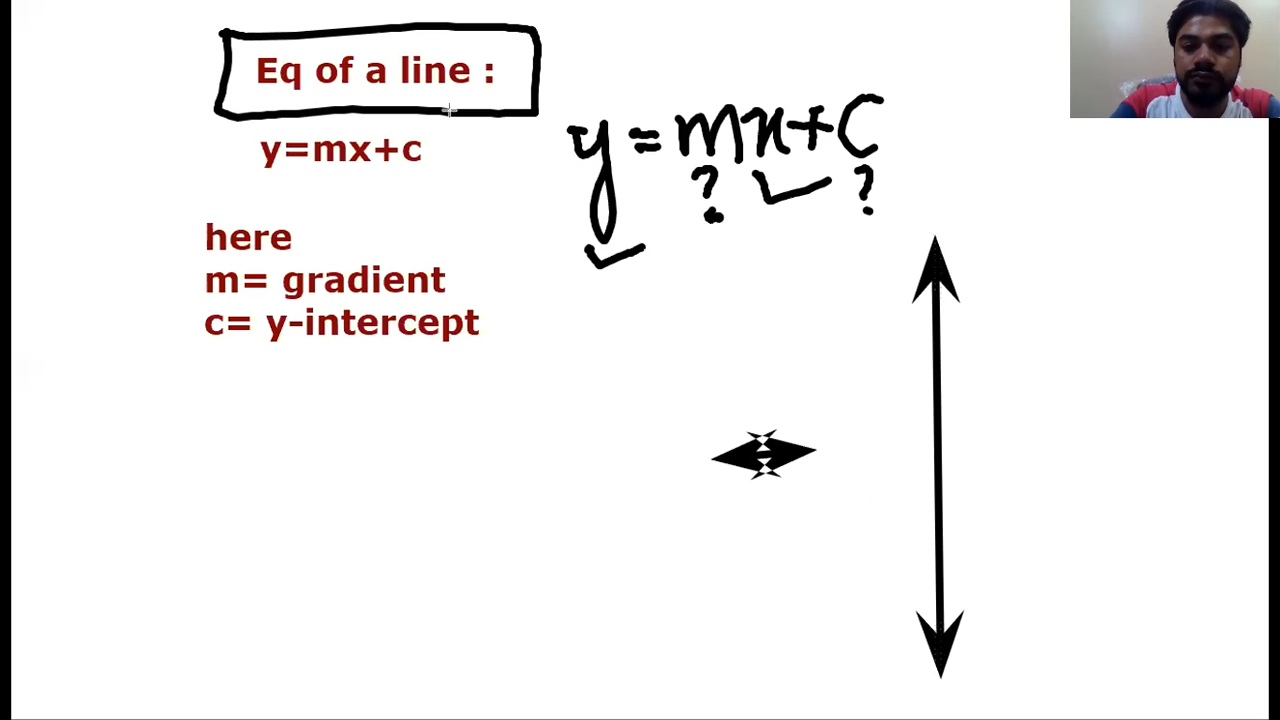 Eq of a line :
y=mx+c
y = mx+c
? ?
here
m= gradient
c= y-intercept